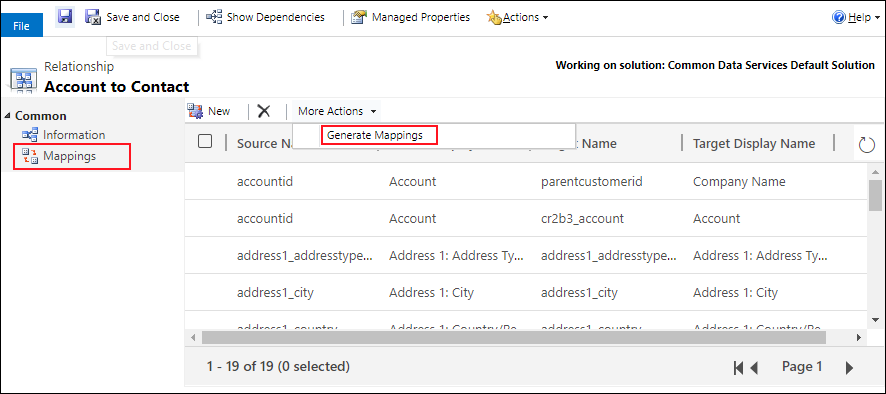 File
Save and Close
Show Dependencies
Managed Properties
Actions
Help
Save and Close
Relationship
Account to Contact
Working on solution: Common Data Services Default Solution
Common
Information
Mappings
New
More Actions
Generate Mappings
Source Na
Name
Target Display Name
accountid Account parentcustomerid Company Name
accountid Account cr2b3_account Account
address1_addresstype... Address 1: Address Ty... address1_addresstype... Address 1: Address Ty...
address1_city Address 1: City address1_city Address 1: City
address1_country Address 1: Country/Re address1_country Address 1: Country/Re
1 - 19 of 19 (0 selected)
Page 1